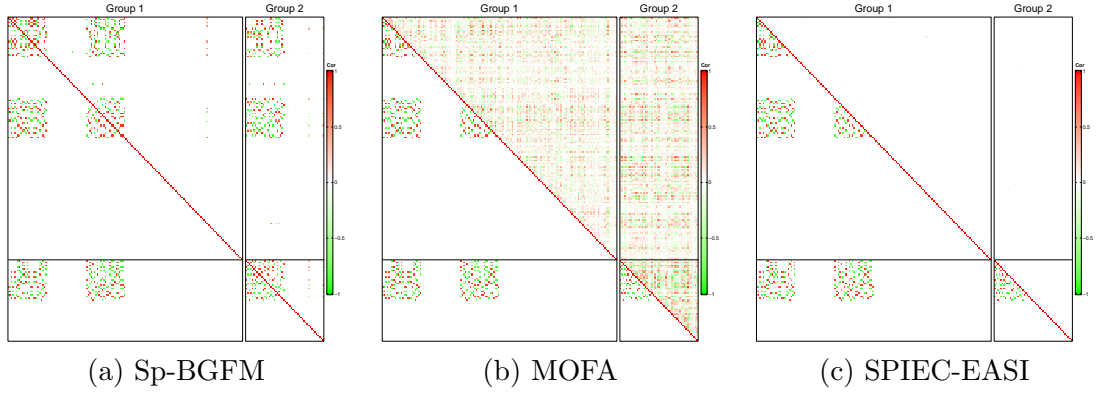 Group 1 Group 2 Group 1 Group 2 Group 1 Group 2
Cor Cor Cor
1 1 1
0.5 0.5 0.5
0 0 0
−0.5 −0.5 −0.5
−1 −1 −1
(a) Sp-BGFM (b) MOFA (c) SPIEC-EASI